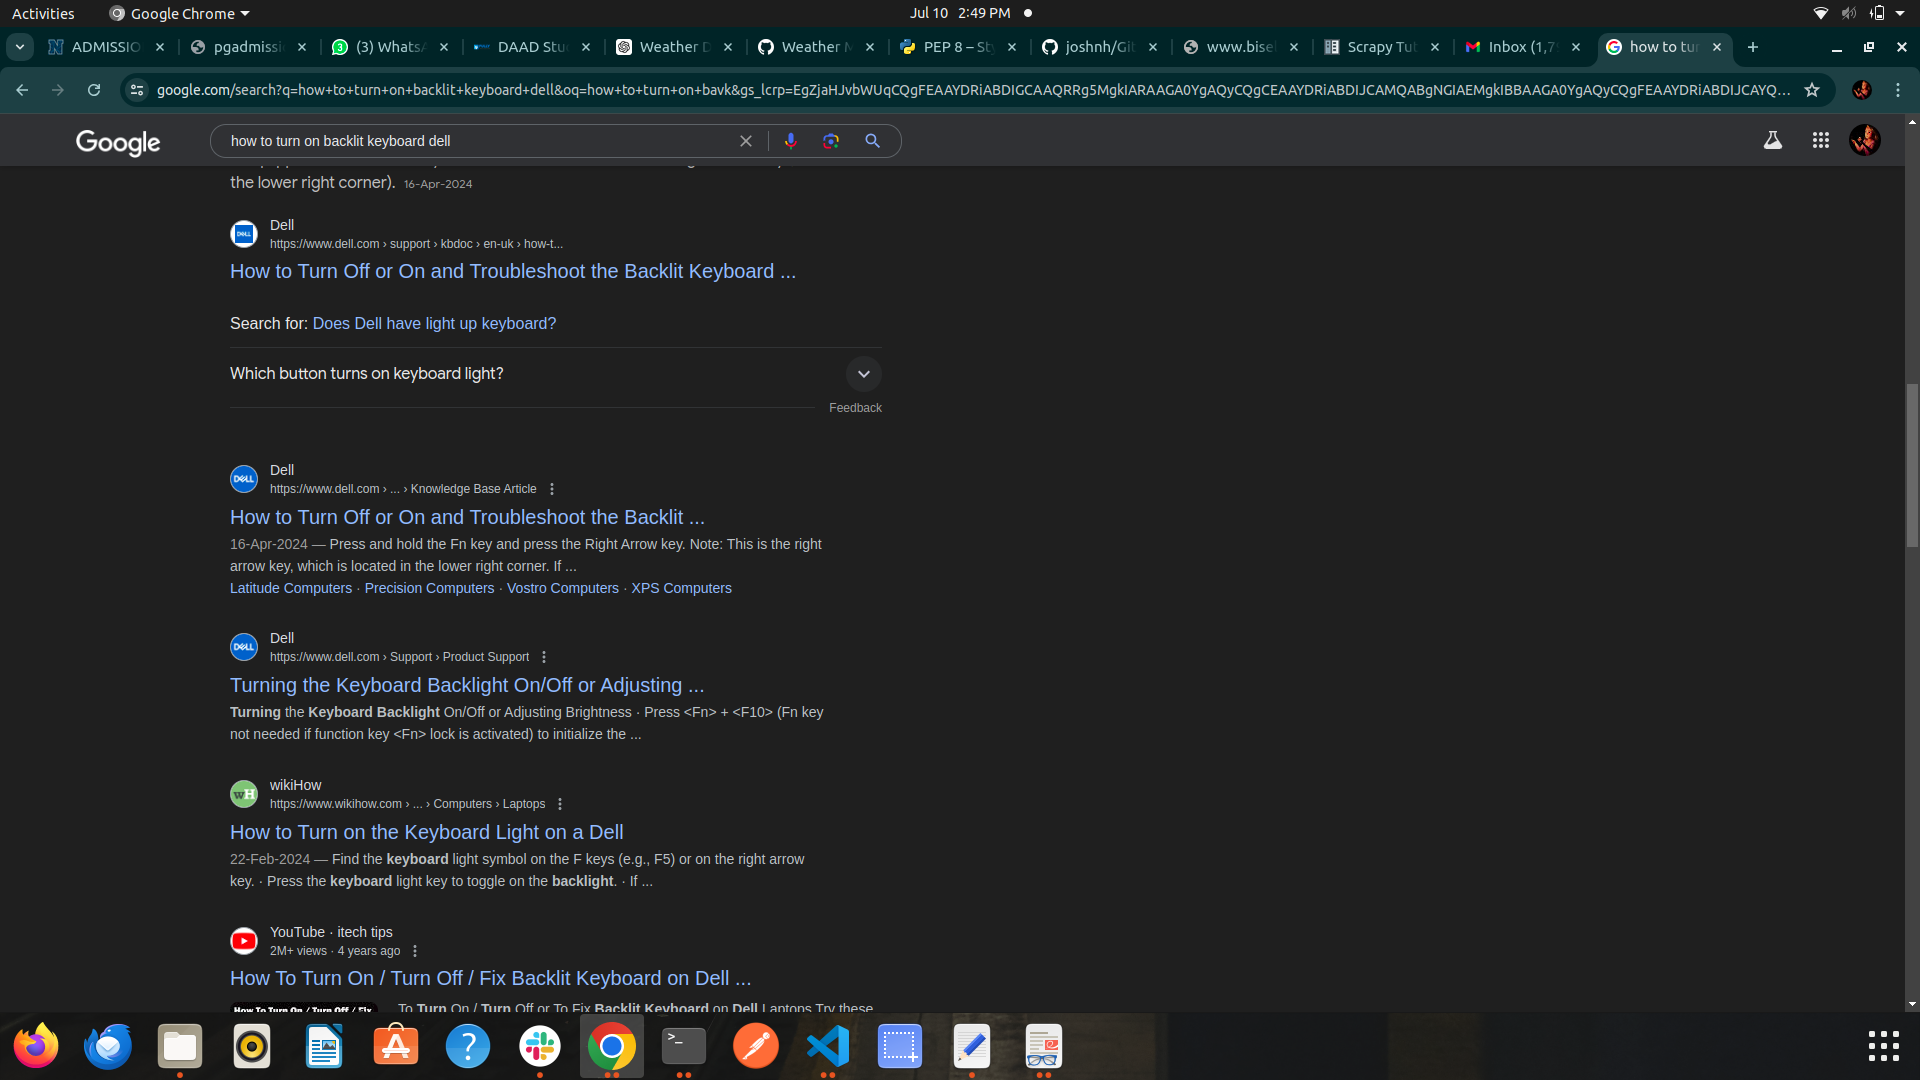 Activities
Google Chrome
Jul 10 2:49 PM
ADMISSIO
pgadmissi
(3) WhatsA
DAAD Stu
Weather D
Weather M
PEP 8 – Sty
joshnh/Git
www.bise
Scrapy Tut
Inbox (1,79
how to tur
google.com/search?q=how+to+turn+on+backlit+keyboard+dell&oq=how+to+turn+on+bavk&gs_lcrp=EgZjaHJvbWUqCQgFEAAYDRiABDIGCAAQRRg5MgkIARAAGA0YgAQyCQgCEAAYDRiABDIJCAMQABgNGIAEMgkIBBAAGA0YgAQyCQgFEAAYDRiABDIJCAYQ...
Google
how to turn on backlit keyboard dell
the lower right corner). 16-Apr-2024
Dell
https://www.dell.com › support › kbdoc › en-uk › how-t...
How to Turn Off or On and Troubleshoot the Backlit Keyboard ...
Search for: Does Dell have light up keyboard?
Which button turns on keyboard light?
Feedback
DELL
Dell
https://www.dell.com › ... › Knowledge Base Article
How to Turn Off or On and Troubleshoot the Backlit ...
16-Apr-2024 — Press and hold the Fn key and press the Right Arrow key. Note: This is the right
arrow key, which is located in the lower right corner. If ...
Latitude Computers · Precision Computers · Vostro Computers · XPS Computers
DELL
Dell
https://www.dell.com › Support › Product Support
Turning the Keyboard Backlight On/Off or Adjusting ...
Turning the Keyboard Backlight On/Off or Adjusting Brightness · Press <Fn> + <F10> (Fn key
not needed if function key <Fn> lock is activated) to initialize the ...
wH
wikiHow
https://www.wikihow.com › ... › Computers › Laptops
How to Turn on the Keyboard Light on a Dell
22-Feb-2024 — Find the keyboard light symbol on the F keys (e.g., F5) or on the right arrow
key. · Press the keyboard light key to toggle on the backlight. · If ...
YouTube · itech tips
2M+ views · 4 years ago
How To Turn On / Turn Off / Fix Backlit Keyboard on Dell ...
How To Turn On / Turn Off / Fix
To Turn On / Turn Off or To Fix Backlit Keyboard on Dell Laptops Try these